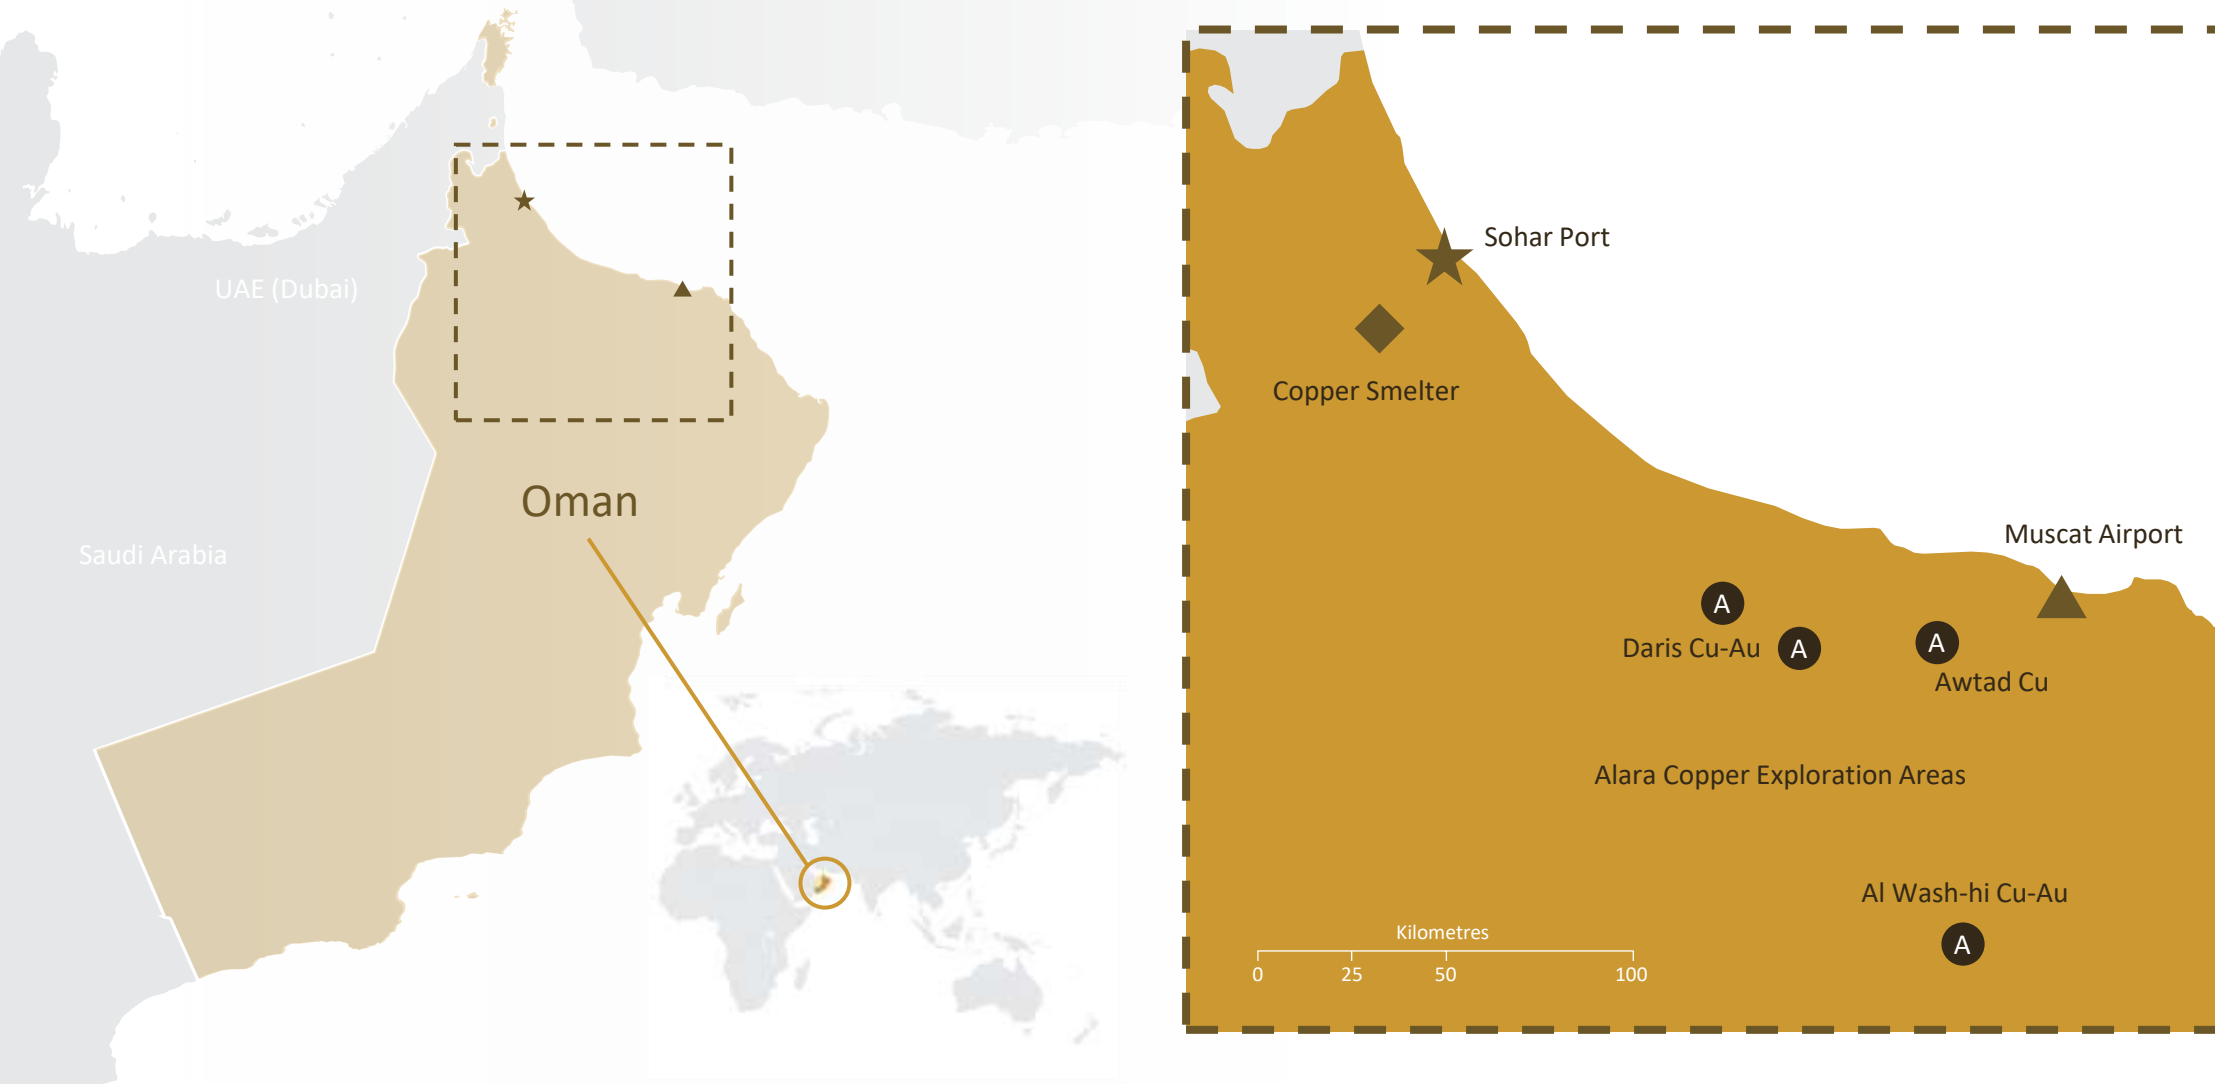 UAE (Dubai)
Saudi Arabia
Oman
Sohar Port
Copper Smelter
Muscat Airport
A
Daris Cu-Au
A
A
Awtad Cu
Alara Copper Exploration Areas
Al Wash-hi Cu-Au
A
Kilometres
0 25 50 100